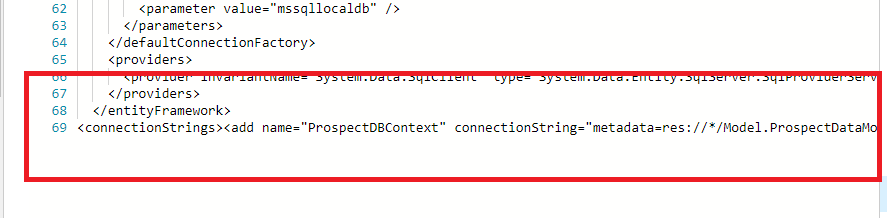 62 <parameter value="mssqllocaldb" />
63 </parameters>
64 </defaultConnectionFactory>
65 <providers>
66 <provider invariantName="System.Data.SqlClient" type="System.Data.Entity.SqlServer.SqlProviderServ
67 </providers>
68 </entityFramework>
69 <connectionStrings><add name="ProspectDBContext" connectionString="metadata=res://*/Model.ProspectDataMo